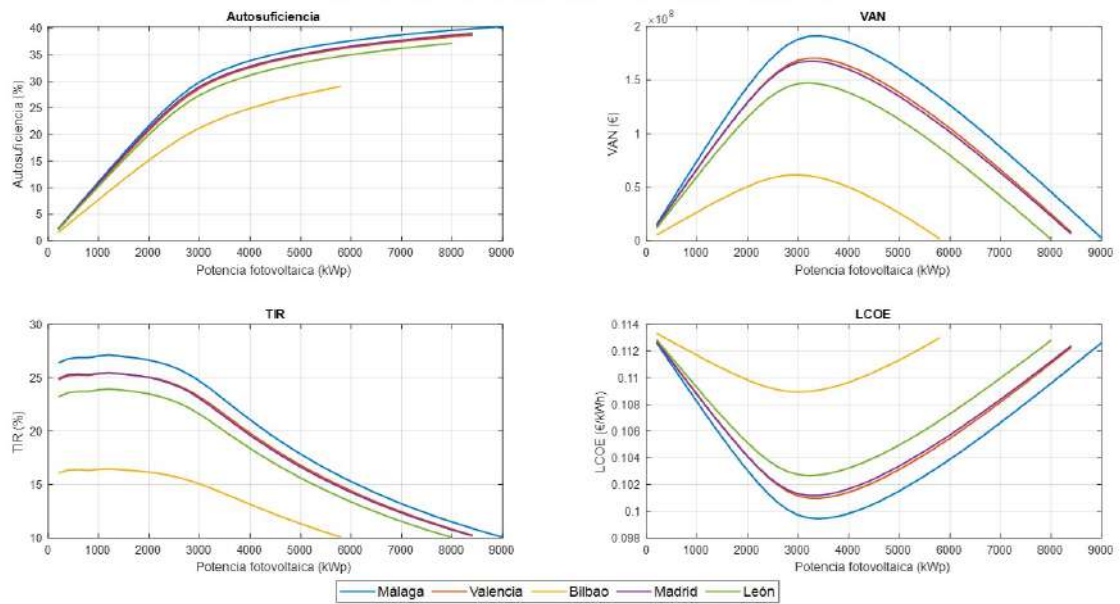 Autosuficiencia
Autosuficiencia (%)
40
35
30
25
20
15
10
5
0
0 1000 2000 3000 4000 5000 6000 7000 8000 9000
Potencia fotovoltaica (kWp)
VAN
×10⁸
VAN (€)
2
1.5
1
0.5
0
0 1000 2000 3000 4000 5000 6000 7000 8000 9000
Potencia fotovoltaica (kWp)
TIR
TIR (%)
30
25
20
15
10
0 1000 2000 3000 4000 5000 6000 7000 8000 9000
Potencia fotovoltaica (kWp)
LCOE
LCOE (€/kWh)
0.114
0.112
0.11
0.108
0.106
0.104
0.102
0.1
0.098
0 1000 2000 3000 4000 5000 6000 7000 8000 9000
Potencia fotovoltaica (kWp)
Málaga Valencia Bilbao Madrid León